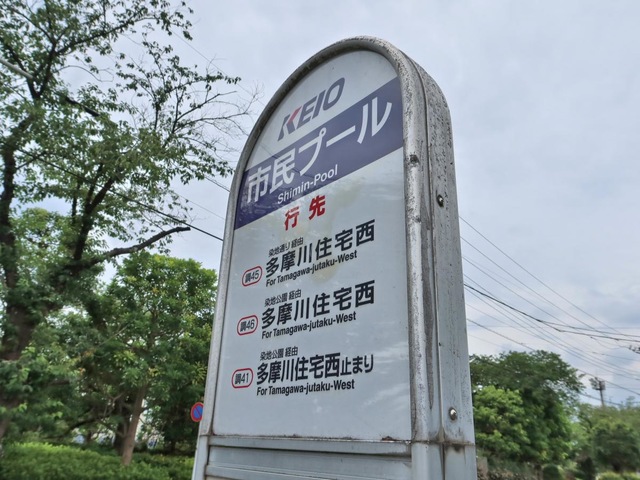 KEIO
市民プール
Shimin-Pool
行先
染地通り 経由
調45 多摩川住宅西
For Tamagawa-jutaku-West
染地公園 経由
調46 多摩川住宅西
For Tamagawa-jutaku-West
染地公園 経由
調41 多摩川住宅西止まり
For Tamagawa-jutaku-West